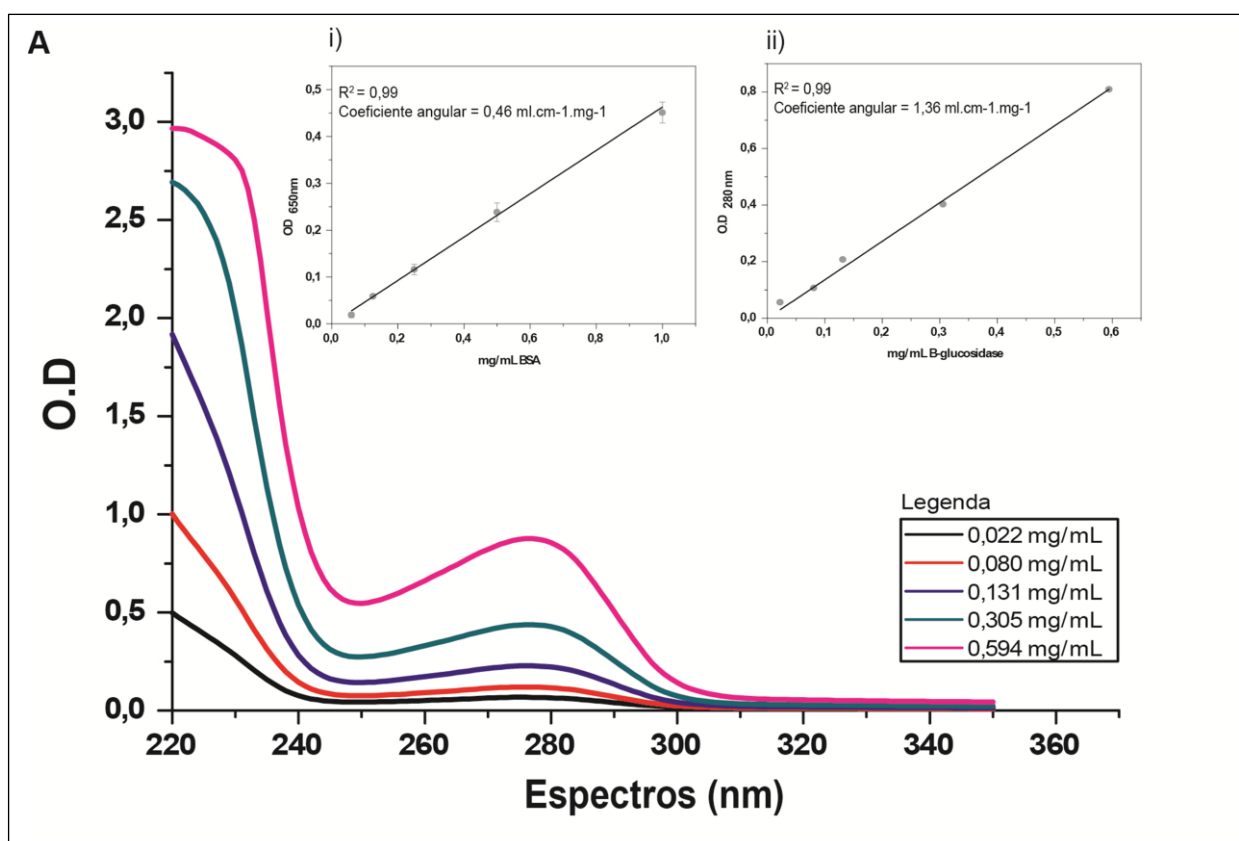 A
i)
R² = 0,99
Coeficiente angular = 0,46 ml.cm-1.mg-1
0,5
0,4
0,3
0,2
0,1
0,0
OD 650nm
0,0 0,2 0,4 0,6 0,8 1,0
mg/mL BSA
ii)
R² = 0,99
Coeficiente angular = 1,36 ml.cm-1.mg-1
0,8
0,6
0,4
0,2
0,0
O.D 280nm
0,0 0,1 0,2 0,3 0,4 0,5 0,6
mg/mL B-glucosidase
O.D
3,0
2,5
2,0
1,5
1,0
0,5
0,0
220 240 260 280 300 320 340 360
Espectros (nm)
Legenda
0,022 mg/mL
0,080 mg/mL
0,131 mg/mL
0,305 mg/mL
0,594 mg/mL